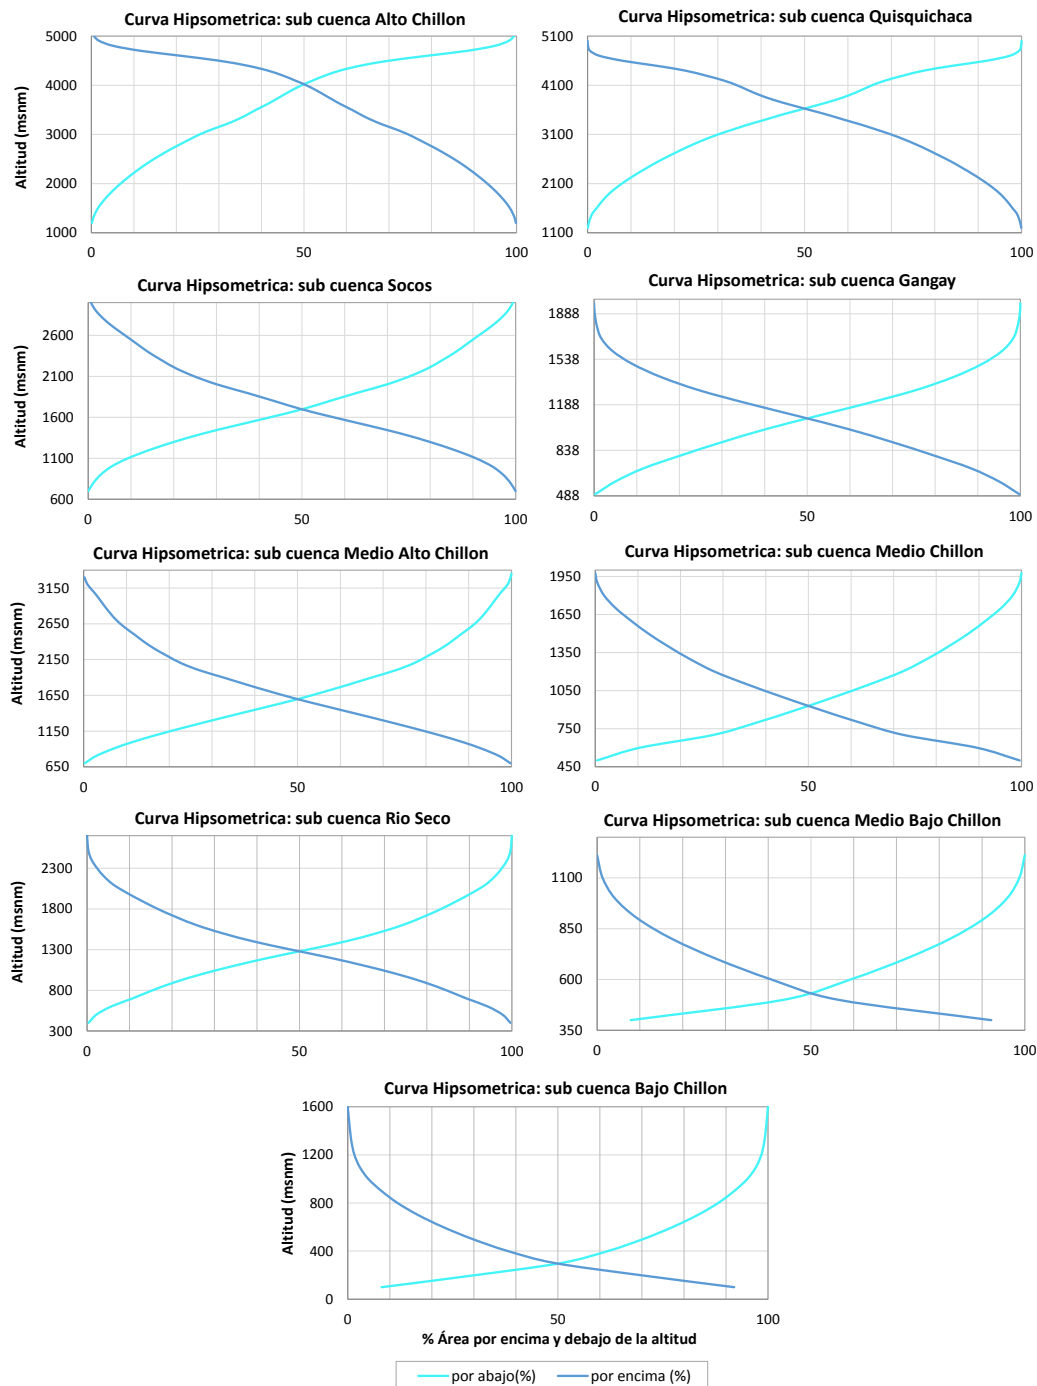 Curva Hipsometrica: sub cuenca Alto Chillon
5000
4000
3000
2000
1000
0 50 100
Altitud (msnm)
Curva Hipsometrica: sub cuenca Quisquichaca
5100
4100
3100
2100
1100
0 50 100
Curva Hipsometrica: sub cuenca Socos
2600
2100
1600
1100
600
0 50 100
Altitud (msnm)
Curva Hipsometrica: sub cuenca Gangay
1888
1538
1188
838
488
0 50 100
Curva Hipsometrica: sub cuenca Medio Alto Chillon
3150
2650
2150
1650
1150
650
0 50 100
Altitud (msnm)
Curva Hipsometrica: sub cuenca Medio Chillon
1950
1650
1350
1050
750
450
0 50 100
Curva Hipsometrica: sub cuenca Rio Seco
2300
1800
1300
800
300
0 50 100
Altitud (msnm)
Curva Hipsometrica: sub cuenca Medio Bajo Chillon
1100
850
600
350
0 50 100
Curva Hipsometrica: sub cuenca Bajo Chillon
1600
1200
800
400
0
0 50 100
Altitud (msnm)
% Área por encima y debajo de la altitud
por abajo(%) por encima (%)